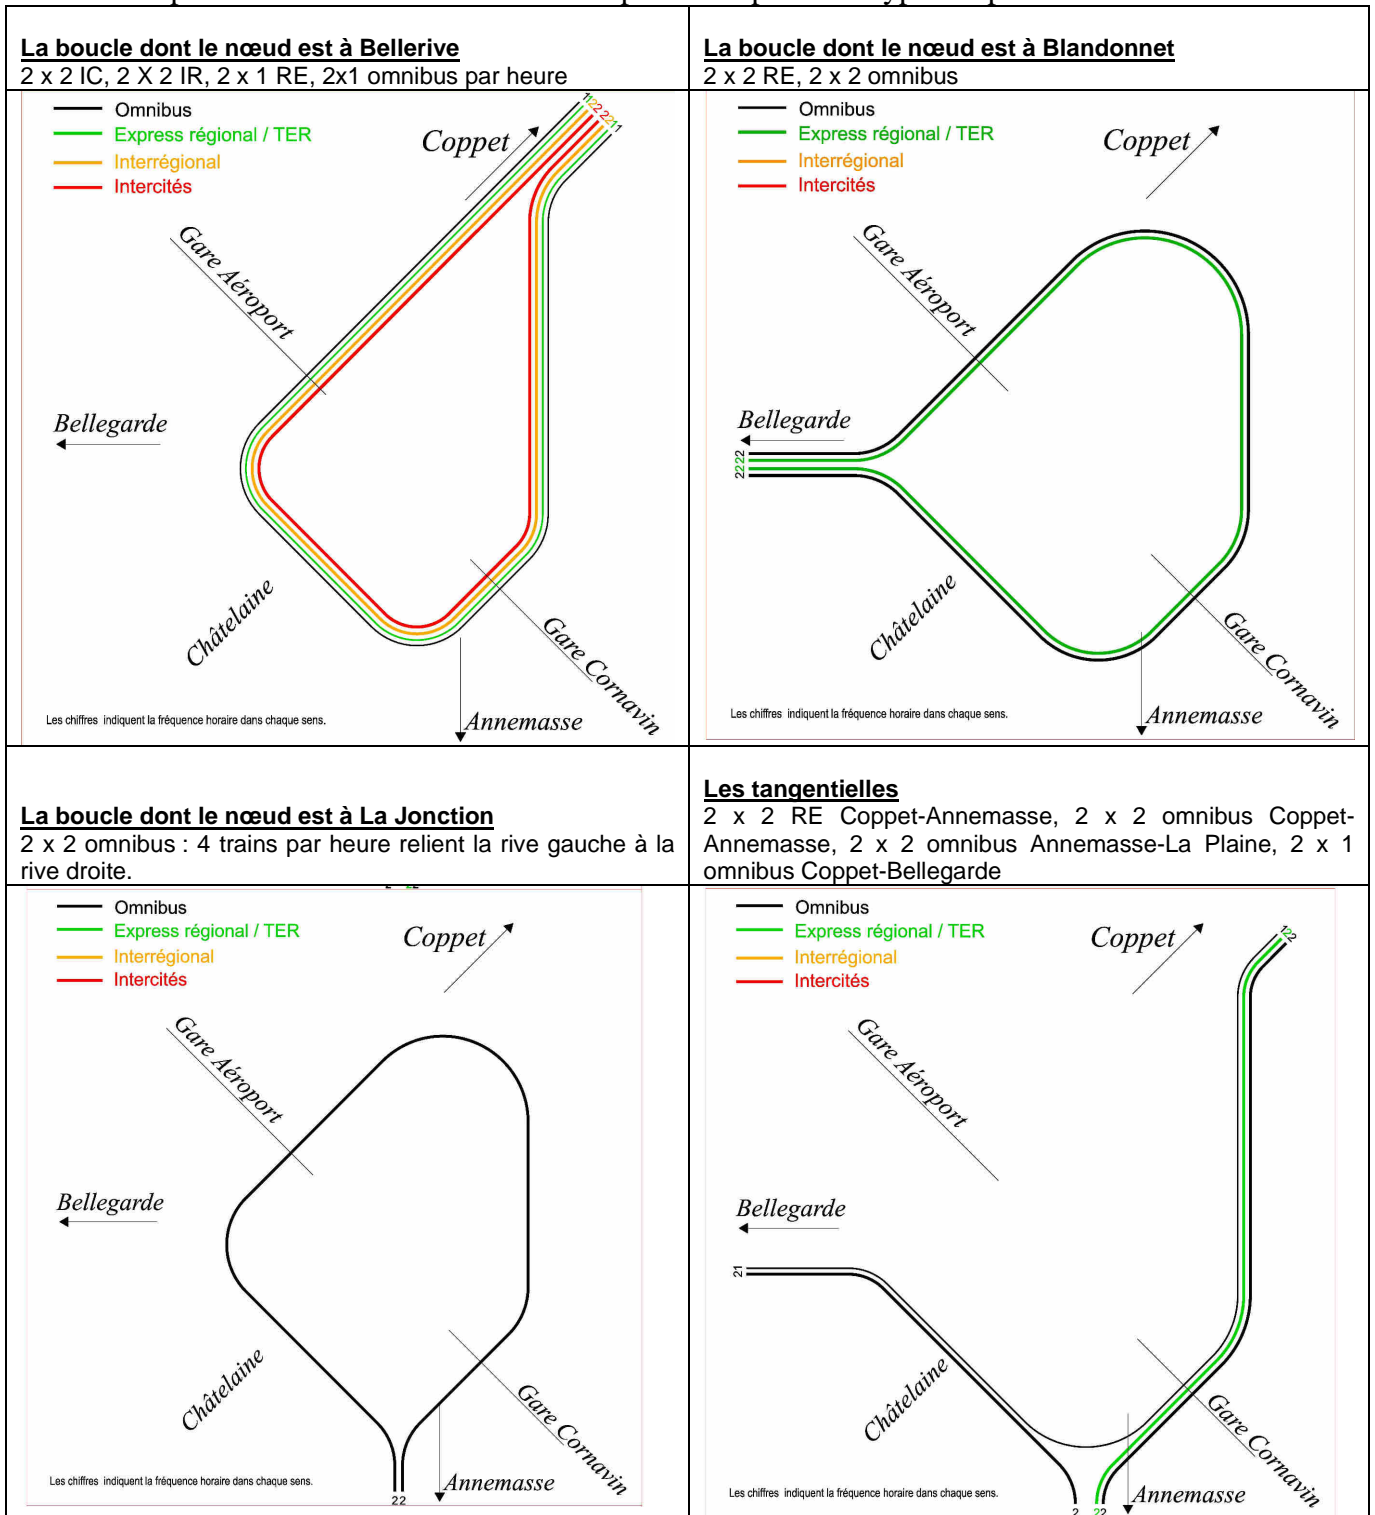 La boucle dont le nœud est à Bellerive
2 x 2 IC, 2 X 2 IR, 2 x 1 RE, 2x1 omnibus par heure
La boucle dont le nœud est à Blandonnet
2 x 2 RE, 2 x 2 omnibus
Omnibus
Express régional / TER
Interrégional
Intercités
Coppet
112222211
Gare Aéroport
Bellegarde
Châtelaine
Gare Cornavin
Annemasse
Les chiffres indiquent la fréquence horaire dans chaque sens.
Omnibus
Express régional / TER
Interrégional
Intercités
Coppet
Gare Aéroport
Bellegarde
2222
Châtelaine
Gare Cornavin
Annemasse
Les chiffres indiquent la fréquence horaire dans chaque sens.
La boucle dont le nœud est à La Jonction
2 x 2 omnibus : 4 trains par heure relient la rive gauche à la
rive droite.
Les tangentielles
2 x 2 RE Coppet-Annemasse, 2 x 2 omnibus Coppet-
Annemasse, 2 x 2 omnibus Annemasse-La Plaine, 2 x 1
omnibus Coppet-Bellegarde
Omnibus
Express régional / TER
Interrégional
Intercités
Coppet
Gare Aéroport
Bellegarde
Châtelaine
Gare Cornavin
Annemasse
22
Les chiffres indiquent la fréquence horaire dans chaque sens.
Omnibus
Express régional / TER
Interrégional
Intercités
Coppet
122
Gare Aéroport
Bellegarde
21
Châtelaine
Gare Cornavin
Annemasse
2 22
Les chiffres indiquent la fréquence horaire dans chaque sens.